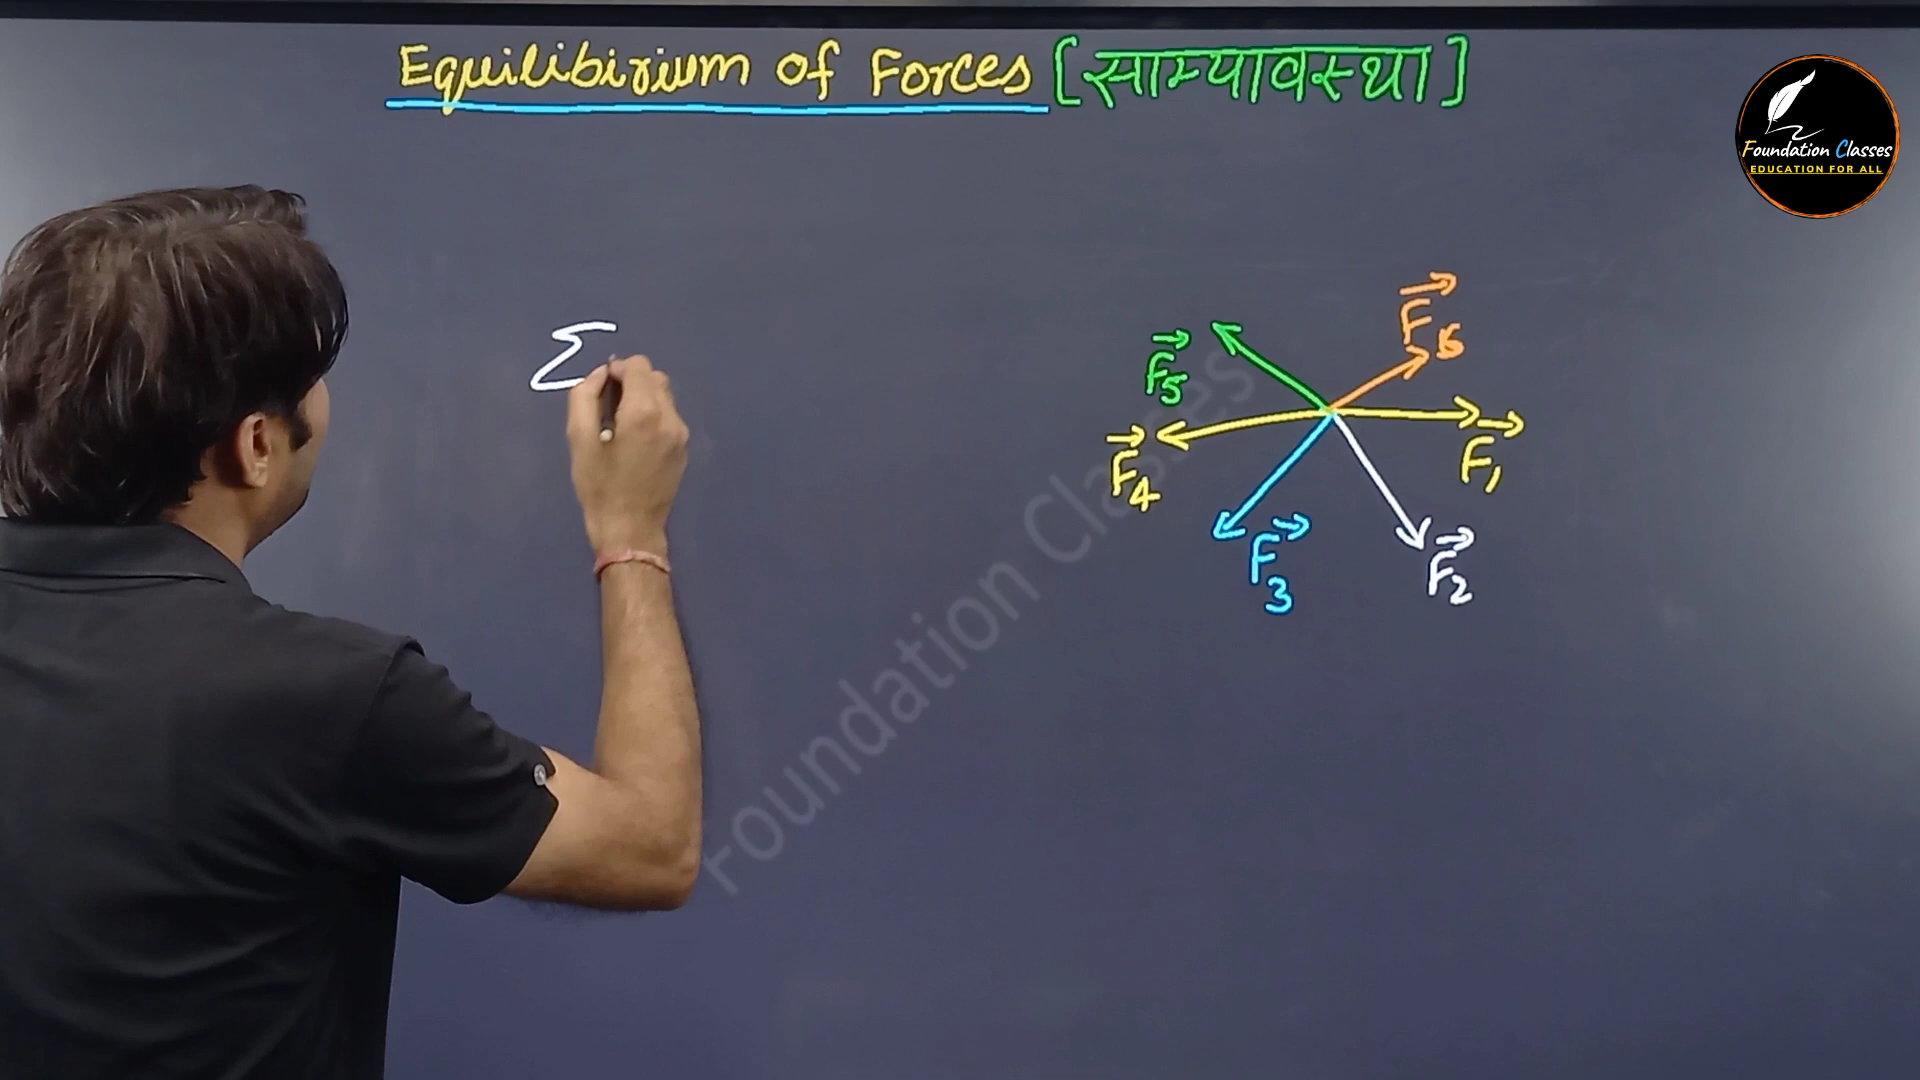 Equilibirium of Forces [साम्यावस्था]
Foundation Classes
EDUCATION FOR ALL
Σ
F⃗6
F⃗5
F⃗1
F⃗4
F⃗3
F⃗2
Foundation Classes